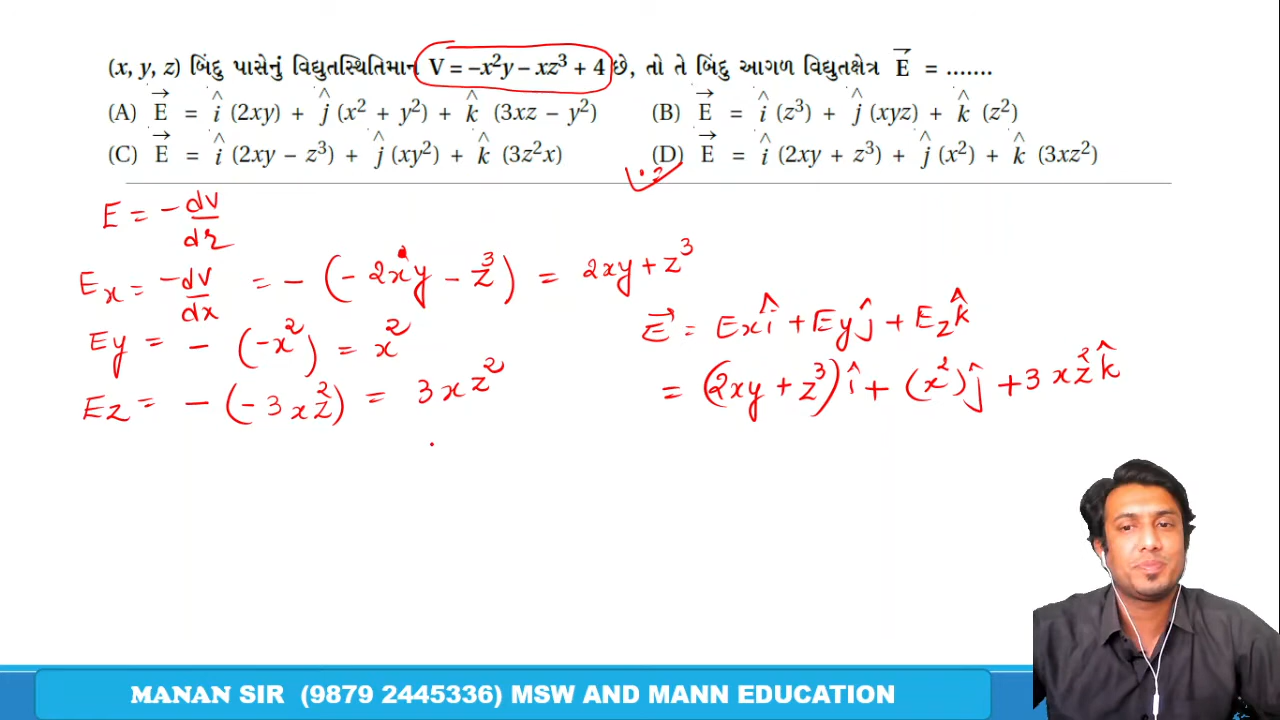 (x, y, z) બિંદુ પાસેનું વિદ્યુતસ્થિતિમાન V = –x²y – xz³ + 4 છે, તો તે બિંદુ આગળ વિદ્યુતક્ષેત્ર E⃗ = .......
(A) E⃗ = î (2xy) + ĵ (x² + y²) + k̂ (3xz – y²) (B) E⃗ = î (z³) + ĵ (xyz) + k̂ (z²)
(C) E⃗ = î (2xy – z³) + ĵ (xy²) + k̂ (3z²x) (D) E⃗ = î (2xy + z³) + ĵ (x²) + k̂ (3xz²)
E = -dV/dr
Ex = -dV/dx = - (-2xy - z³) = 2xy + z³
Ey = - (-x²) = x²
Ez = - (-3xz²) = 3xz²
E⃗ = Exî + Eyĵ + Ezk̂
= (2xy + z³)î + (x²)ĵ + 3xz²k̂
MANAN SIR (9879 2445336) MSW AND MANN EDUCATION